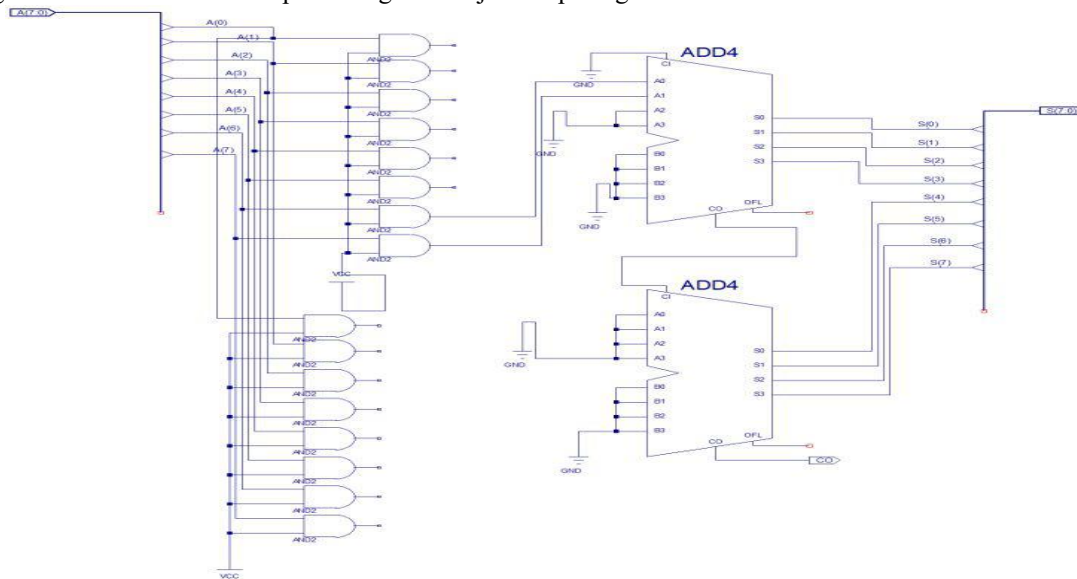 A(7:0)
A(0)
A(1)
A(2)
A(3)
A(4)
A(5)
A(6)
A(7)
AND2
AND2
AND2
AND2
AND2
AND2
AND2
AND2
VCC
AND2
AND2
AND2
AND2
AND2
AND2
AND2
AND2
VCC
ADD4
CI
GND
A0
A1
A2
A3
GND
B0
B1
B2
B3
GND
S0
S1
S2
S3
CO
OFL
ADD4
CI
A0
A1
A2
A3
GND
B0
B1
B2
B3
GND
S0
S1
S2
S3
CO
OFL
CO
S(7:0)
S(0)
S(1)
S(2)
S(3)
S(4)
S(5)
S(6)
S(7)